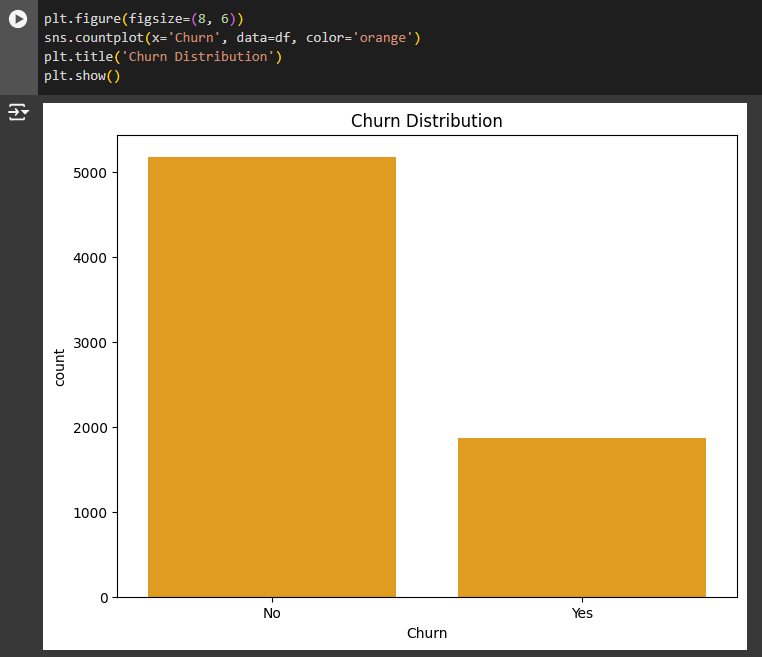 plt.figure(figsize=(8, 6))
sns.countplot(x='Churn', data=df, color='orange')
plt.title('Churn Distribution')
plt.show()
Churn Distribution
5000
4000
3000
2000
1000
0
count
No Yes
Churn